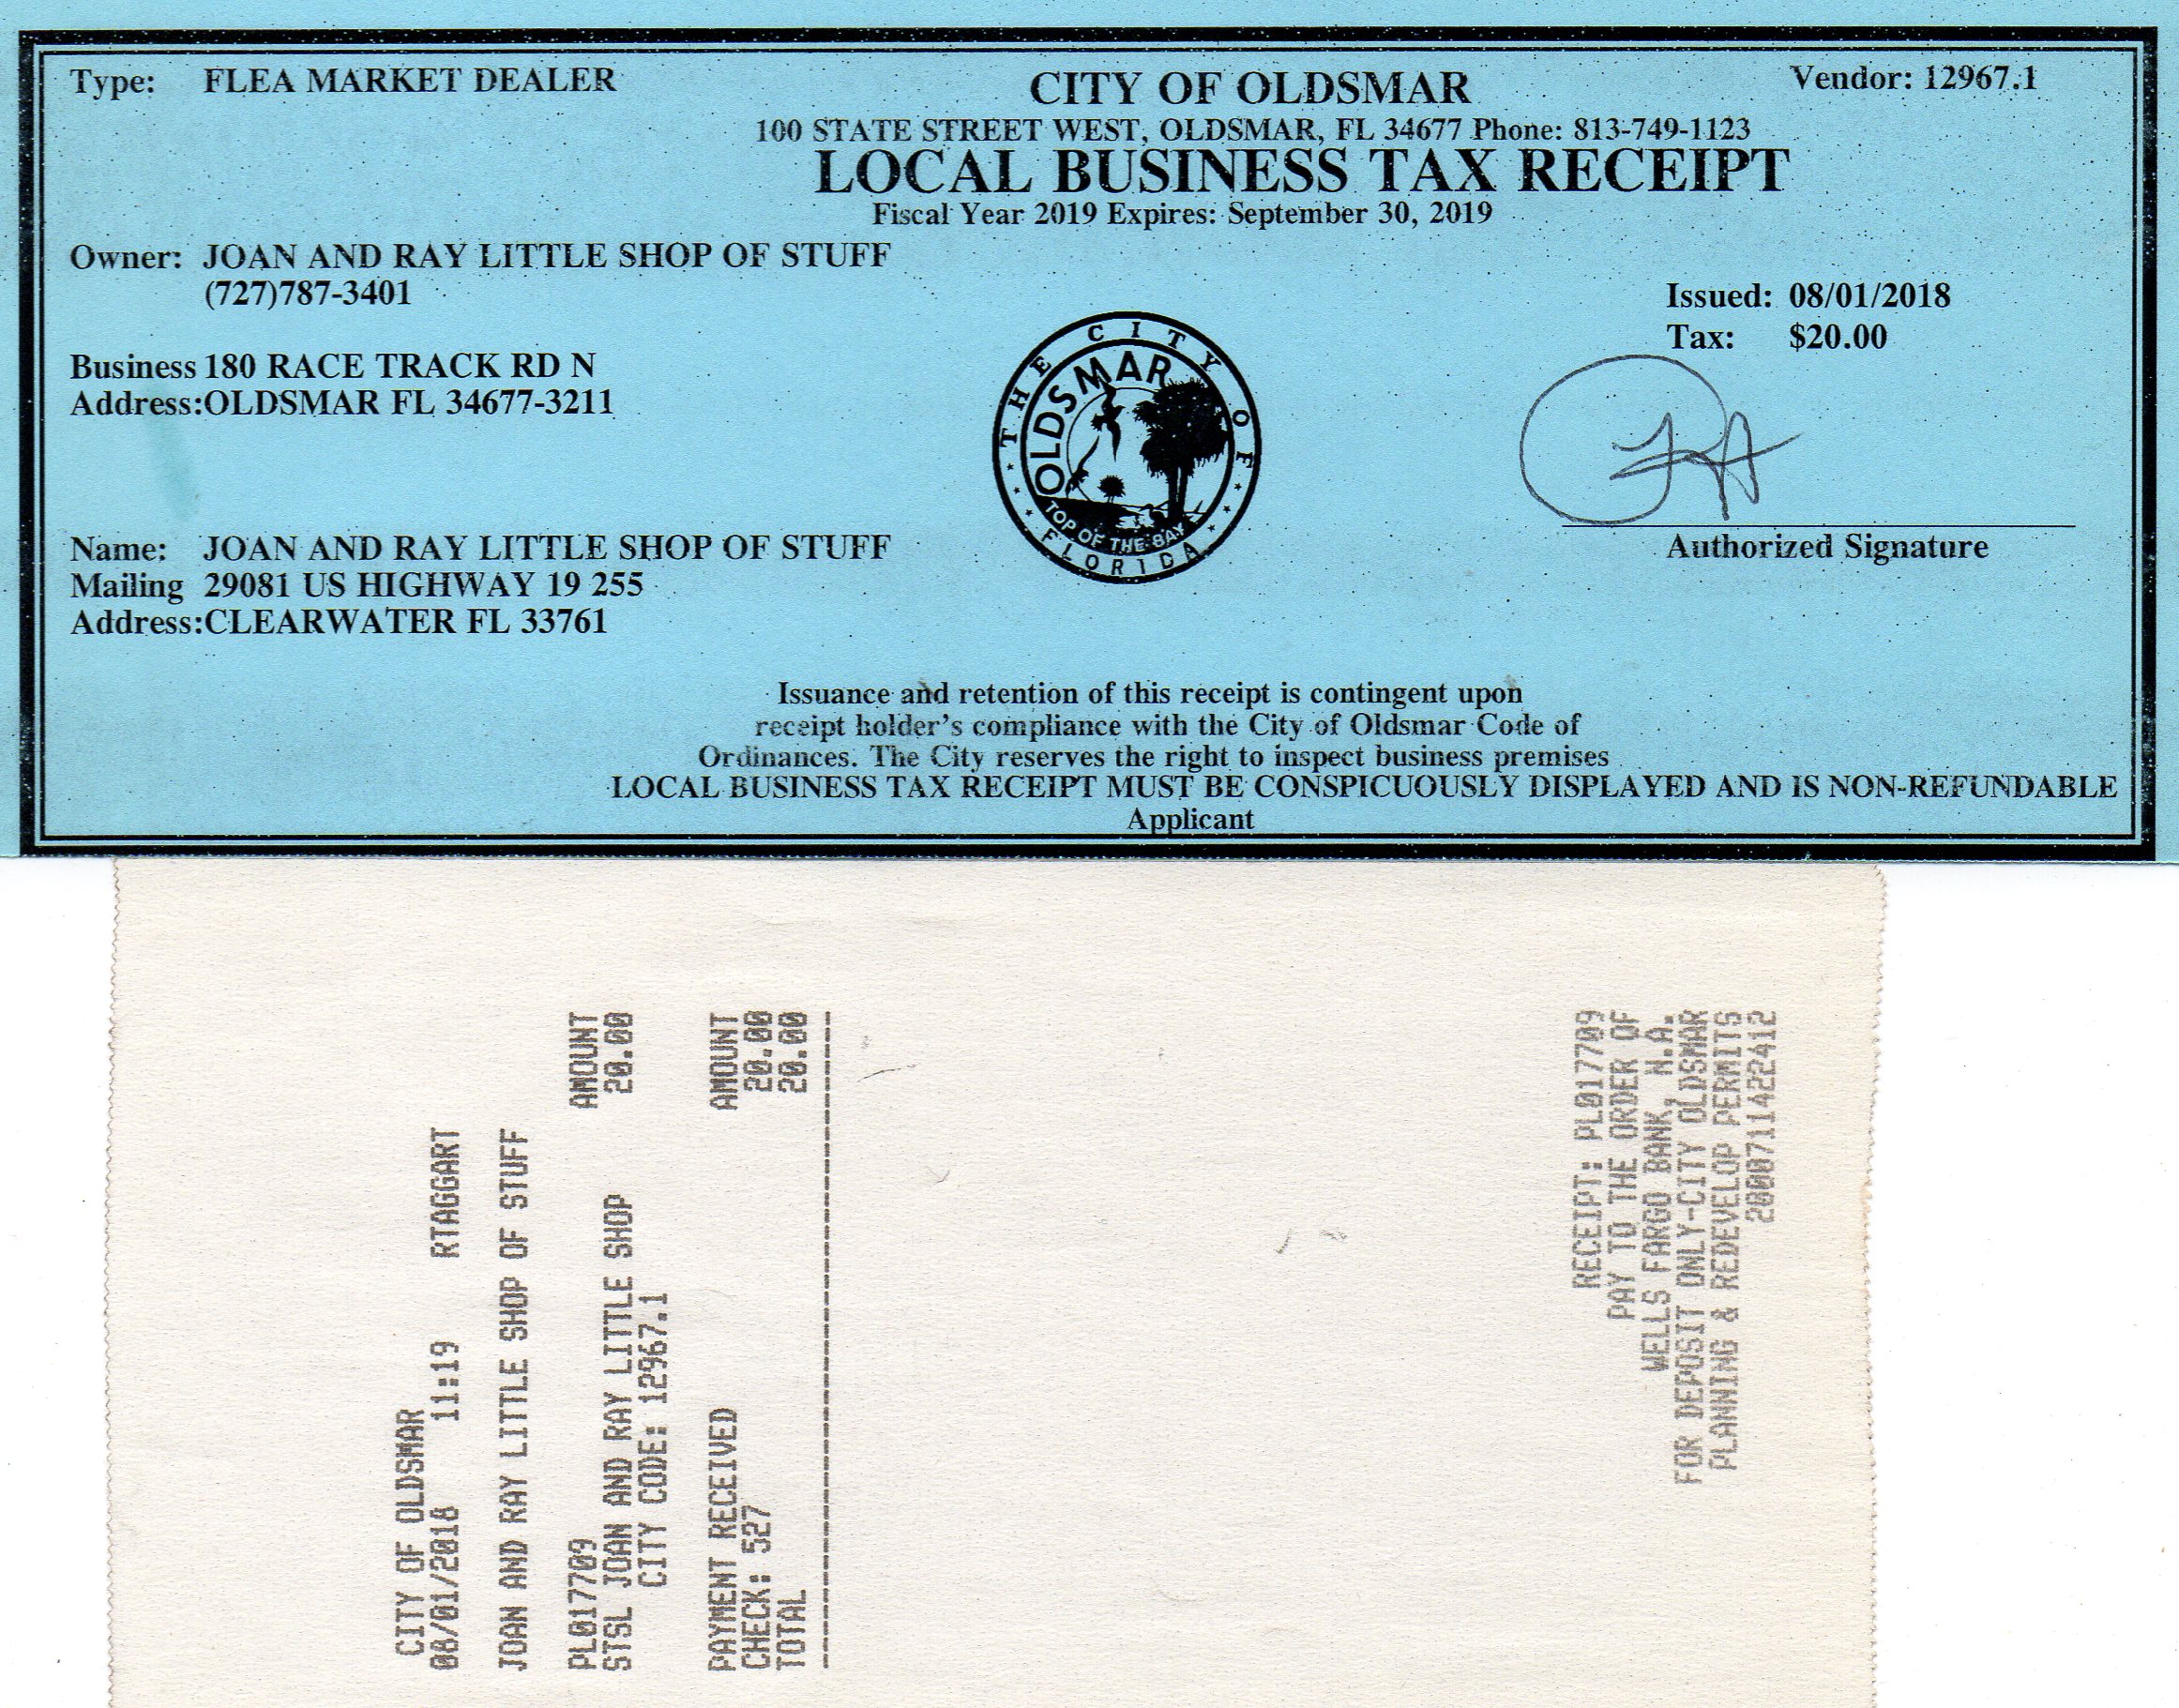 Type: FLEA MARKET DEALER
CITY OF OLDSMAR
Vendor: 12967.1
100 STATE STREET WEST, OLDSMAR, FL 34677 Phone: 813-749-1123
LOCAL BUSINESS TAX RECEIPT
Fiscal Year 2019 Expires: September 30, 2019
Owner: JOAN AND RAY LITTLE SHOP OF STUFF
(727)787-3401
Issued: 08/01/2018
Tax: $20.00
Business 180 RACE TRACK RD N
Address:OLDSMAR FL 34677-3211
THE CITY OF
OLDSMAR
TOP OF THE BAY
FLORIDA
Authorized Signature
Name: JOAN AND RAY LITTLE SHOP OF STUFF
Mailing 29081 US HIGHWAY 19 255
Address:CLEARWATER FL 33761
Issuance and retention of this receipt is contingent upon
receipt holder's compliance with the City of Oldsmar Code of
Ordinances. The City reserves the right to inspect business premises
LOCAL BUSINESS TAX RECEIPT MUST BE CONSPICUOUSLY DISPLAYED AND IS NON-REFUNDABLE
Applicant
CITY OF OLDSMAR
08/01/2018 11:19 RTAGGART
JOAN AND RAY LITTLE SHOP OF STUFF
PL017709 AMOUNT
STSL JOAN AND RAY LITTLE SHOP 20.00
CITY CODE: 12967.1
PAYMENT RECEIVED AMOUNT
CHECK: 527 20.00
TOTAL 20.00
RECEIPT: PL017709
PAY TO THE ORDER OF
WELLS FARGO BANK, N.A.
FOR DEPOSIT ONLY-CITY OLDSMAR
PLANNING & REDEVELOP PERMITS
2000711422412